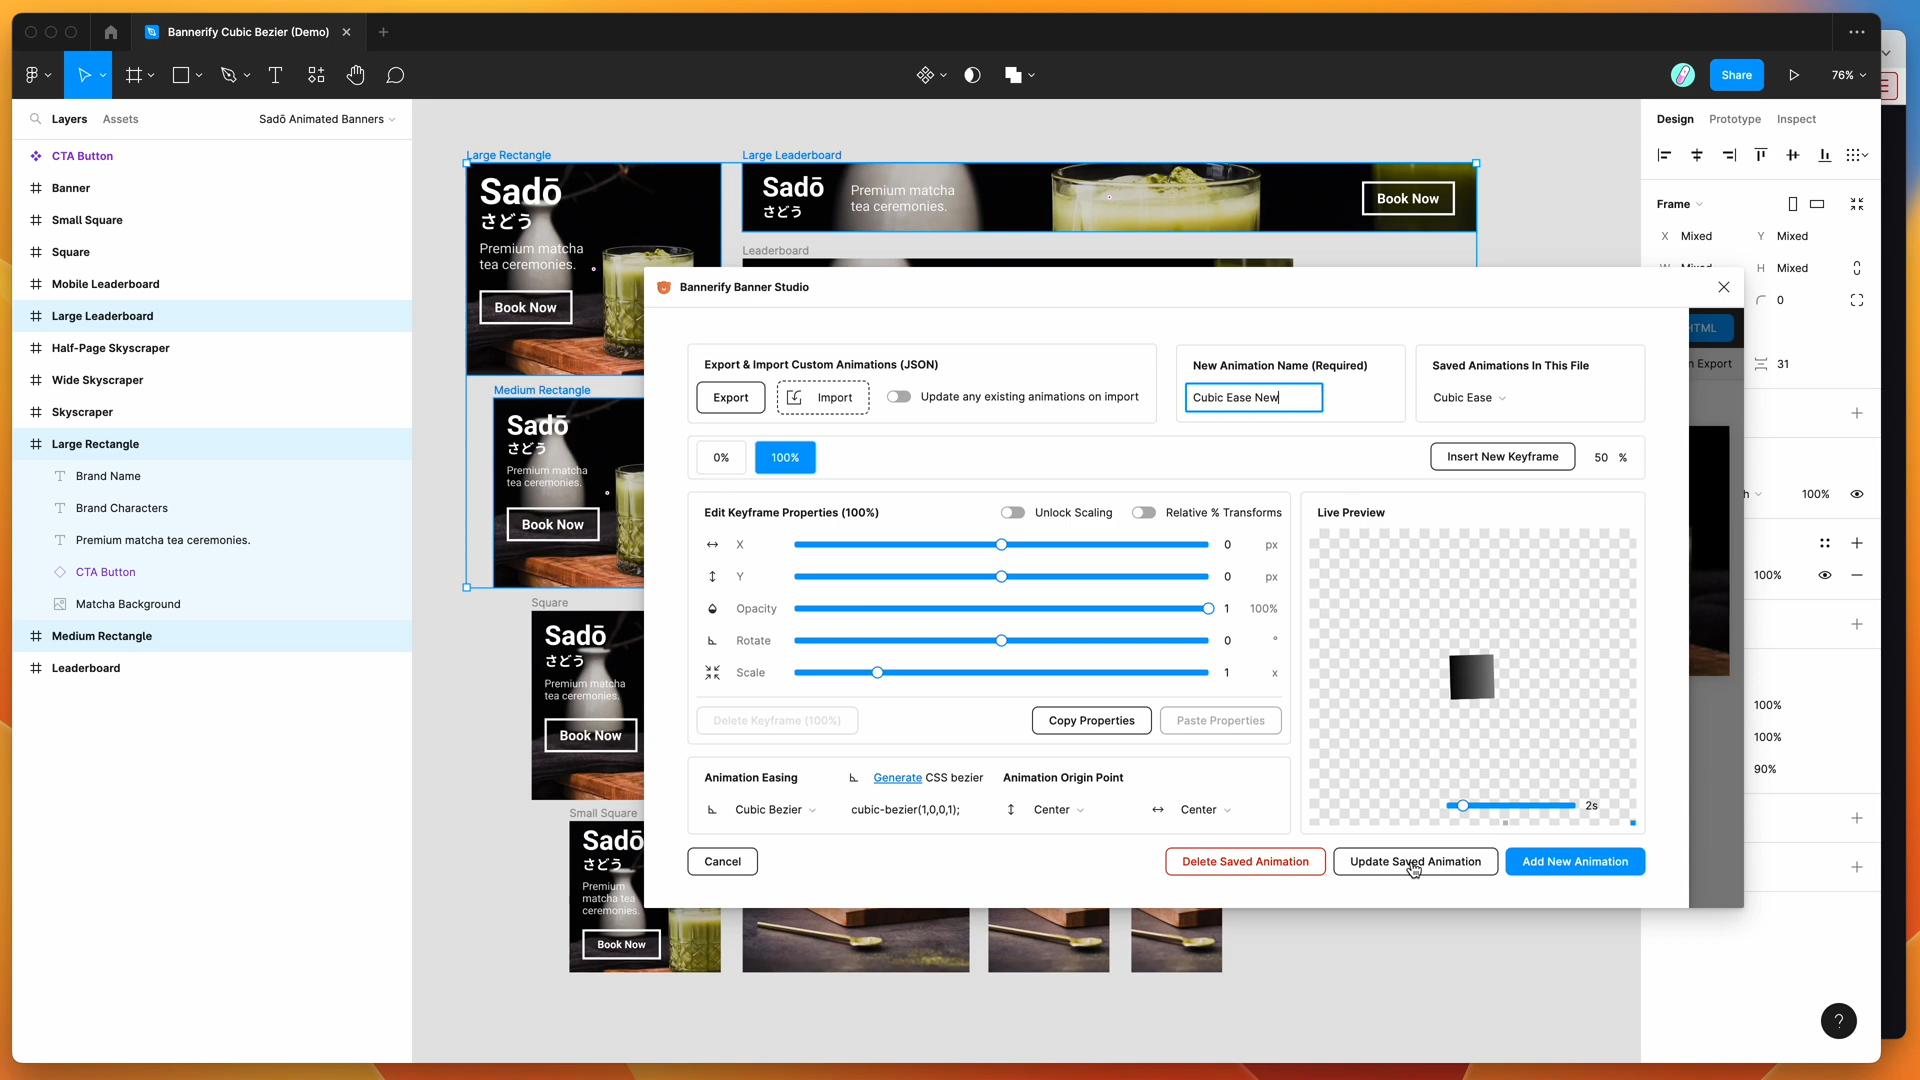 Bannerify Cubic Bezier (Demo)
Share
76%
Layers
Assets
Sadō Animated Banners
CTA Button
Banner
Small Square
Square
Mobile Leaderboard
Large Leaderboard
Half-Page Skyscraper
Wide Skyscraper
Skyscraper
Large Rectangle
Brand Name
Brand Characters
Premium matcha tea ceremonies.
CTA Button
Matcha Background
Medium Rectangle
Leaderboard
Large Rectangle
Sadō
さどう
Premium matcha
tea ceremonies.
Book Now
Large Leaderboard
Sadō
さどう
Premium matcha
tea ceremonies.
Book Now
Leaderboard
Medium Rectangle
Sadō
さどう
Premium matcha
tea ceremonies.
Book Now
Square
Sadō
さどう
Premium matcha
tea ceremonies.
Book Now
Small Square
Sadō
さどう
Premium
matcha tea
ceremonies.
Book Now
Bannerify Banner Studio
Export & Import Custom Animations (JSON)
Export
Import
Update any existing animations on import
New Animation Name (Required)
Cubic Ease New
Saved Animations In This File
Cubic Ease
0%
100%
Insert New Keyframe
50 %
Edit Keyframe Properties (100%)
Unlock Scaling
Relative % Transforms
X 0 px
Y 0 px
Opacity 1 100%
Rotate 0 °
Scale 1 x
Delete Keyframe (100%)
Copy Properties
Paste Properties
Live Preview
2s
Animation Easing
Generate CSS bezier
Animation Origin Point
Cubic Bezier
cubic-bezier(1,0,0,1);
Center
Center
Cancel
Delete Saved Animation
Update Saved Animation
Add New Animation
Design
Prototype
Inspect
Frame
X Mixed
Y Mixed
H Mixed
0
HTML
Export
31
100%
100%
100%
100%
90%
?